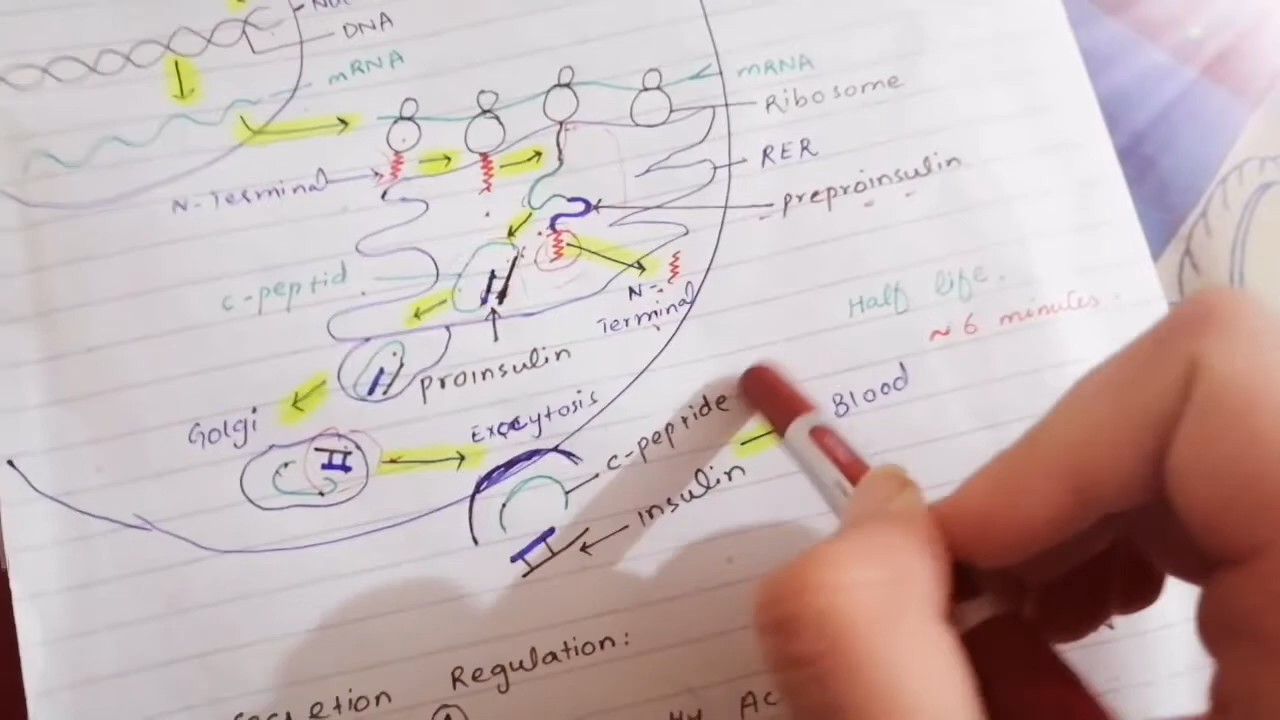 DNA
mRNA
mRNA
Ribosome
RER
N-Terminal
preproinsulin
c-peptid
N-
Terminal
Half life.
~ 6 minutes.
proinsulin
Golgi
Exocytosis
Blood
c-pepride
insulin
Regulation: